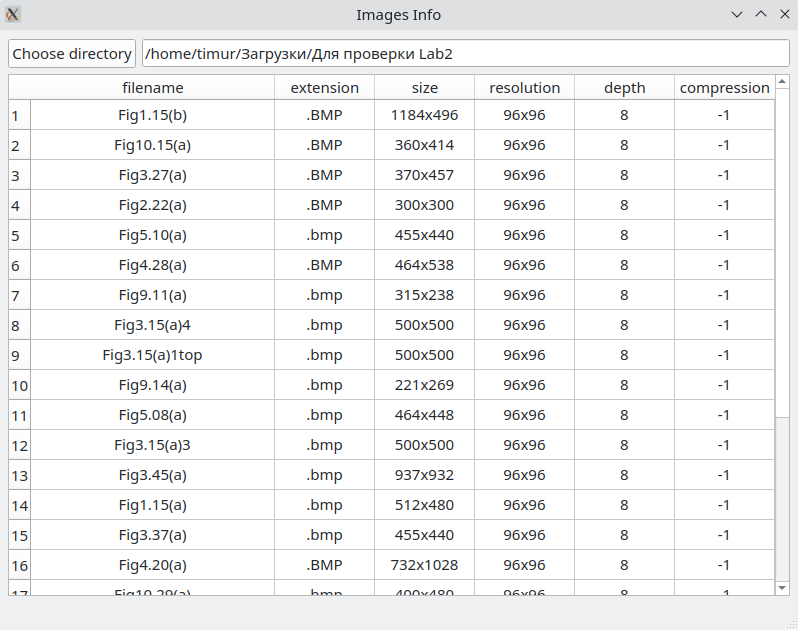 Images Info
Choose directory /home/timur/Загрузки/Для проверки Lab2
filename extension size resolution depth compression
1 Fig1.15(b) .BMP 1184x496 96x96 8 -1
2 Fig10.15(a) .BMP 360x414 96x96 8 -1
3 Fig3.27(a) .BMP 370x457 96x96 8 -1
4 Fig2.22(a) .BMP 300x300 96x96 8 -1
5 Fig5.10(a) .bmp 455x440 96x96 8 -1
6 Fig4.28(a) .BMP 464x538 96x96 8 -1
7 Fig9.11(a) .bmp 315x238 96x96 8 -1
8 Fig3.15(a)4 .bmp 500x500 96x96 8 -1
9 Fig3.15(a)1top .bmp 500x500 96x96 8 -1
10 Fig9.14(a) .bmp 221x269 96x96 8 -1
11 Fig5.08(a) .bmp 464x448 96x96 8 -1
12 Fig3.15(a)3 .bmp 500x500 96x96 8 -1
13 Fig3.45(a) .bmp 937x932 96x96 8 -1
14 Fig1.15(a) .bmp 512x480 96x96 8 -1
15 Fig3.37(a) .bmp 455x440 96x96 8 -1
16 Fig4.20(a) .BMP 732x1028 96x96 8 -1
17 Fig10.29(a) .bmp 400x480 96x96 8 -1